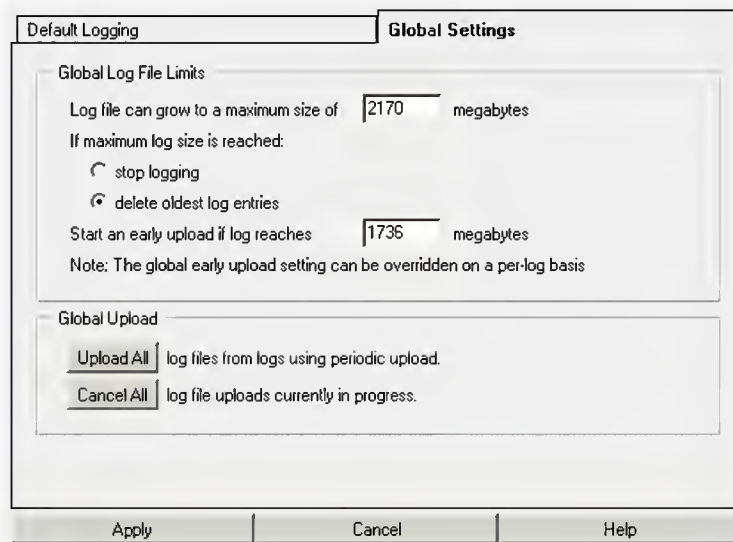 Default Logging
Global Settings
Global Log File Limits
Log file can grow to a maximum size of 2170 megabytes
If maximum log size is reached:
stop logging
delete oldest log entries
Start an early upload if log reaches 1736 megabytes
Note: The global early upload setting can be overridden on a per-log basis
Global Upload
Upload All log files from logs using periodic upload.
Cancel All log file uploads currently in progress.
Apply Cancel Help